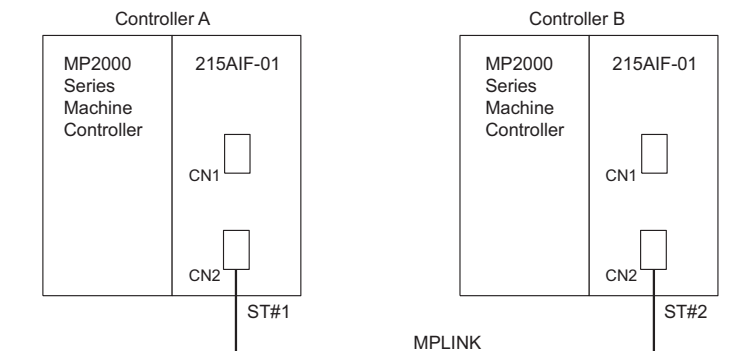 Controller A
Controller B
MP2000
Series
Machine
Controller
215AIF-01
CN1
CN2
ST#1
MP2000
Series
Machine
Controller
215AIF-01
CN1
CN2
ST#2
MPLINK